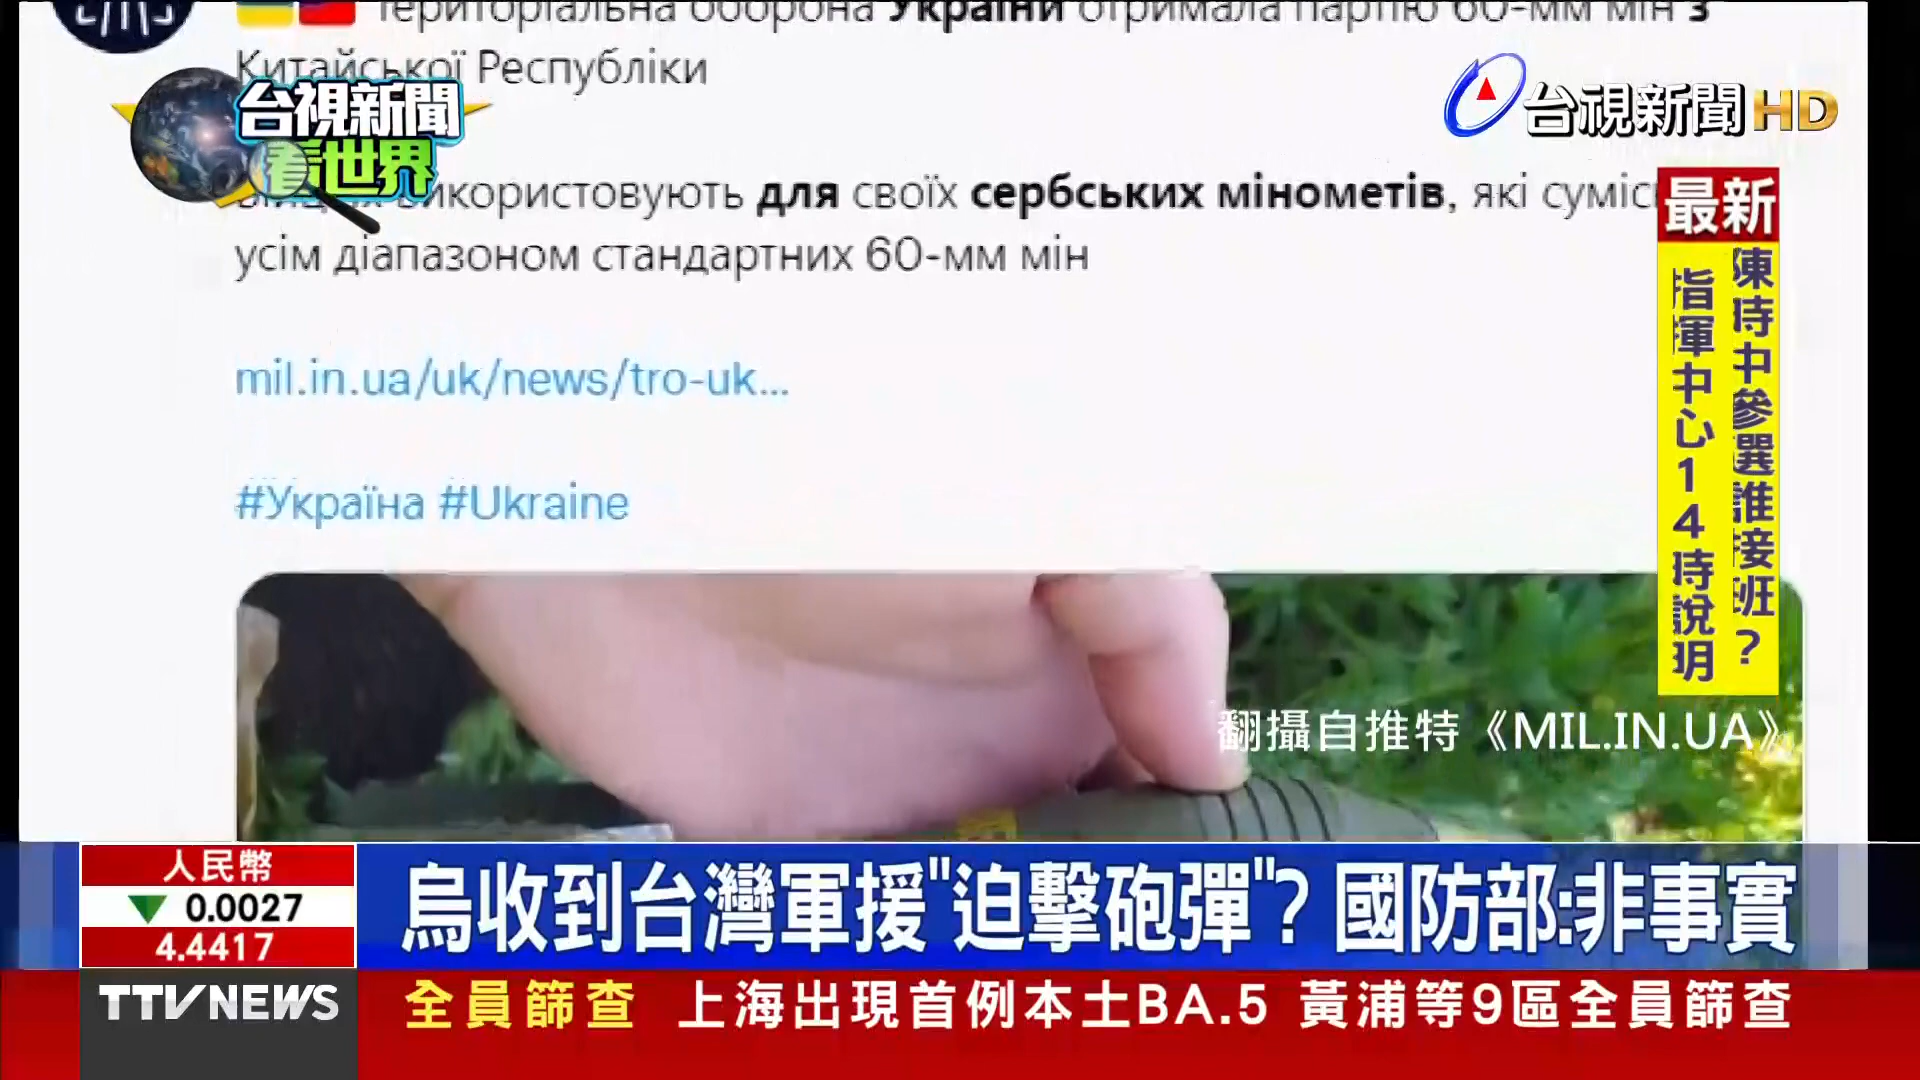 Територіальна оборона України отримала партію 60-мм мін з
Китайської Республіки
використовують для своїх сербських мінометів, які
усім діапазоном стандартних 60-мм мін
mil.in.ua/uk/news/tro-uk...
#Україна #Ukraine
台視新聞
看世界
台視新聞HD
最新
陳時中參選誰接班?
指揮中心14時說明
翻攝自推特《MIL.IN.UA》
人民幣
0.0027
4.4417
烏收到台灣軍援"迫擊砲彈"? 國防部:非事實
TTV NEWS
全員篩查 上海出現首例本土BA.5 黃浦等9區全員篩查